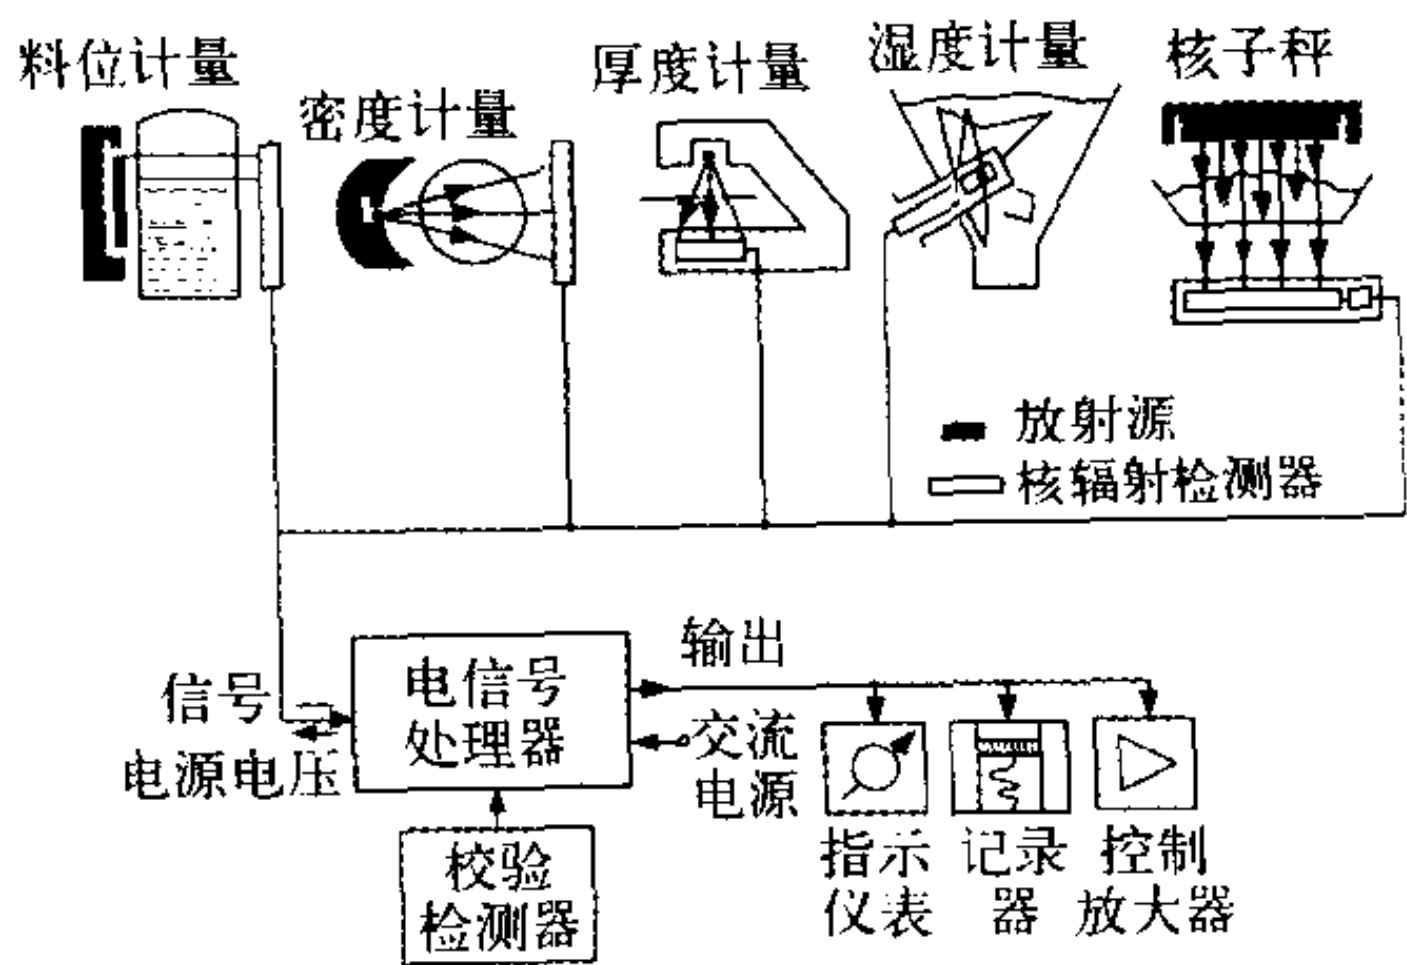 料位计量
密度计量
厚度计量
湿度计量
核子秤
放射源
核辐射检测器
信号
电源电压
电信号
处理器
输出
交流
电源
校验
检测器
指示
仪表
记录
器
控制
放大器